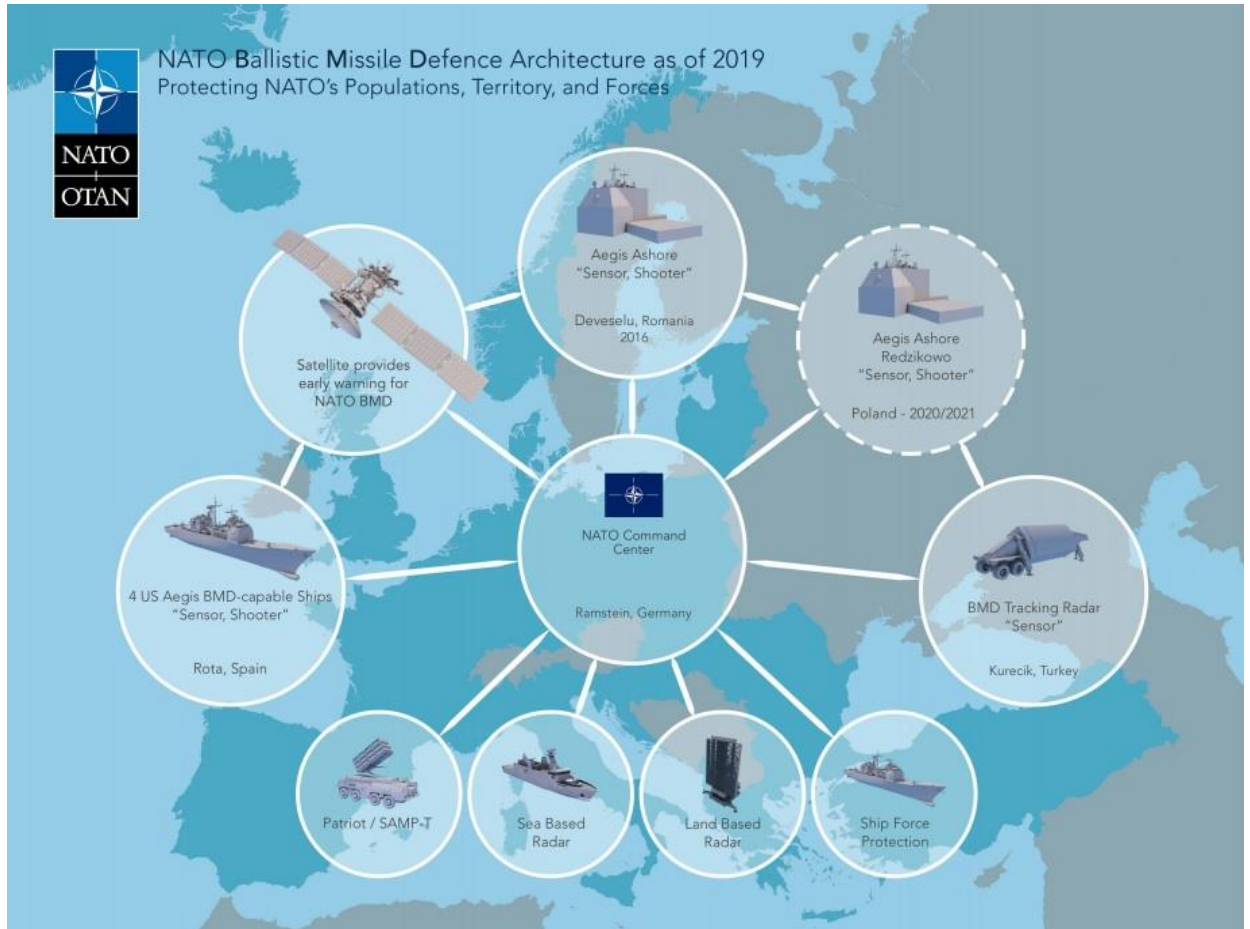 NATO Ballistic Missile Defence Architecture as of 2019
Protecting NATO's Populations, Territory, and Forces
NATO
OTAN
Aegis Ashore
“Sensor, Shooter”
Deveselu, Romania
2016
Satellite provides
early warning for
NATO BMD
Aegis Ashore
Redzikowo
“Sensor, Shooter”
Poland - 2020/2021
NATO Command
Center
Ramstein, Germany
4 US Aegis BMD-capable Ships
“Sensor, Shooter”
Rota, Spain
BMD Tracking Radar
“Sensor”
Kurecik, Turkey
Patriot / SAMP-T
Sea Based
Radar
Land Based
Radar
Ship Force
Protection